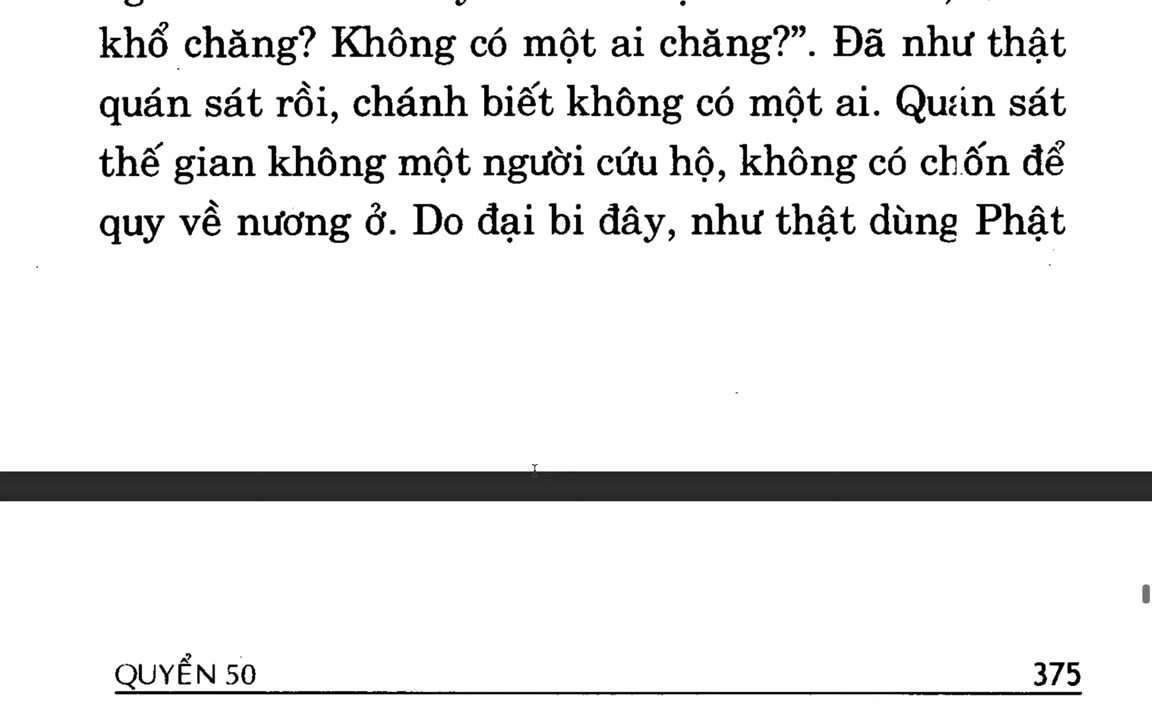 khổ chăng? Không có một ai chăng?”. Đã như thật
quán sát rồi, chánh biết không có một ai. Quán sát
thế gian không một người cứu hộ, không có chốn để
quy về nương ở. Do đại bi đây, như thật dùng Phật
QUYỂN 50
375